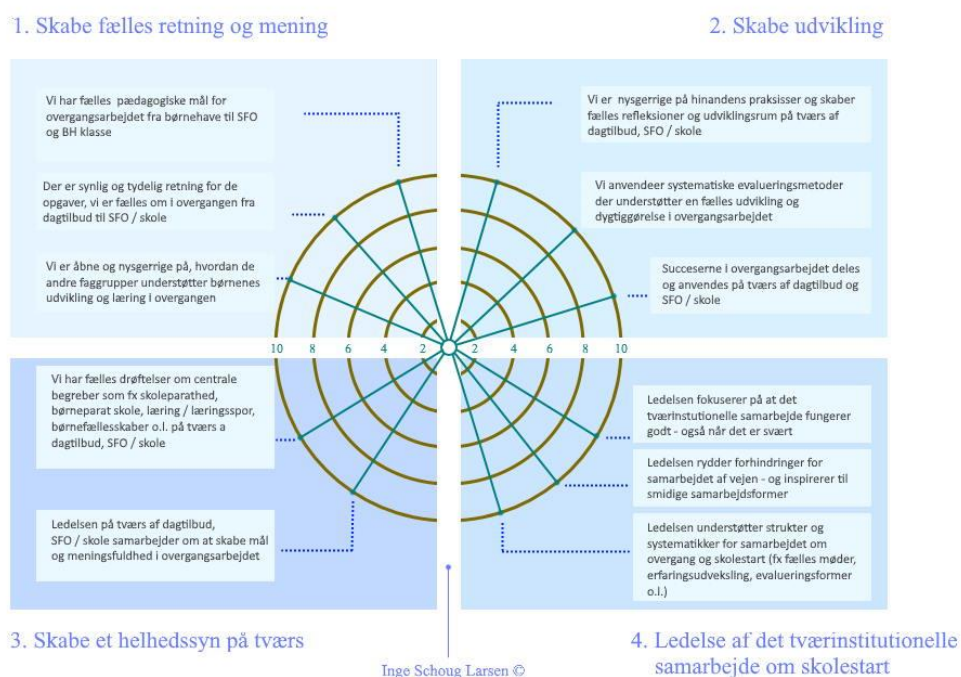 1. Skabe fælles retning og mening
2. Skabe udvikling
Vi har fælles pædagogiske mål for
overgangsarbejdet fra børnehave til SFO
og BH klasse
Der er synlig og tydelig retning for de
opgaver, vi er fælles om i overgangen fra
dagtilbud til SFO / skole
Vi er åbne og nysgerrige på, hvordan de
andre faggrupper understøtter børnenes
udvikling og læring i overgangen
Vi er nysgerrige på hinandens praksisser og skaber
fælles refleksioner og udviklingsrum på tværs af
dagtilbud, SFO / skole
Vi anvendeer systematiske evalueringsmetoder
der understøtter en fælles udvikling og
dygtiggørelse i overgangsarbejdet
Succeserne i overgangsarbejdet deles
og anvendes på tværs af dagtilbud og
SFO / skole
10 8 6 4 2 2 4 6 8 10
Vi har fælles drøftelser om centrale
begreber som fx skoleparathed,
børneparat skole, læring / læringsspor,
børnefællesskaber o.l. på tværs a
dagtilbud, SFO / skole
Ledelsen på tværs af dagtilbud,
SFO / skole samarbejder om at skabe mål
og meningsfuldhed i overgangsarbejdet
Ledelsen fokuserer på at det
tværinstutionelle samarbejde fungerer
godt - også når det er svært
Ledelsen rydder forhindringer for
samarbejdet af vejen - og inspirerer til
smidige samarbejdsformer
Ledelsen understøtter strukter og
systematikker for samarbejdet om
overgang og skolestart (fx fælles møder,
erfaringsudveksling, evalueringsformer
o.l.)
3. Skabe et helhedssyn på tværs
4. Ledelse af det tværinstitutionelle
samarbejde om skolestart
Inge Schoug Larsen ©